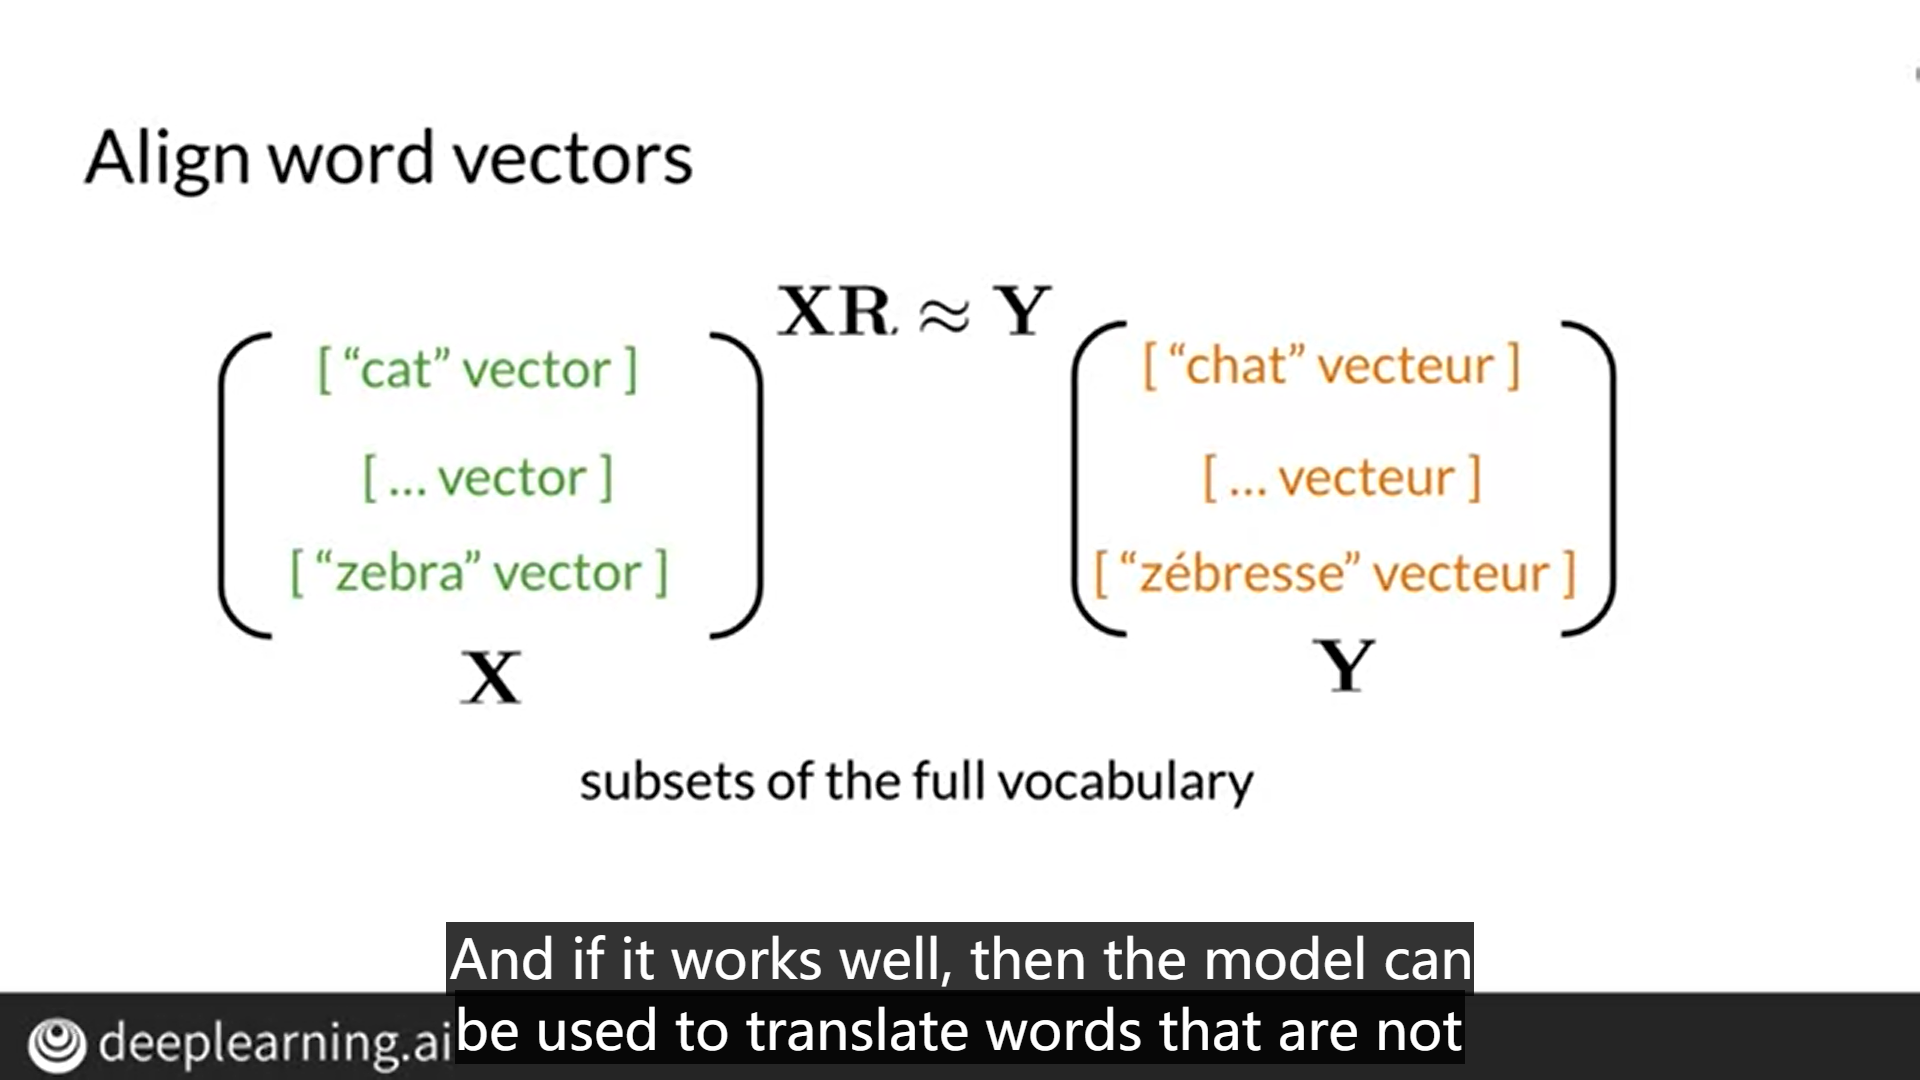 Align word vectors
XR ≈ Y
[ “cat” vector ]
[ “chat” vecteur ]
[ ... vector ]
[ ... vecteur ]
[ “zebra” vector ]
[ “zébresse” vecteur ]
X
Y
subsets of the full vocabulary
And if it works well, then the model can
be used to translate words that are not
deeplearning.ai